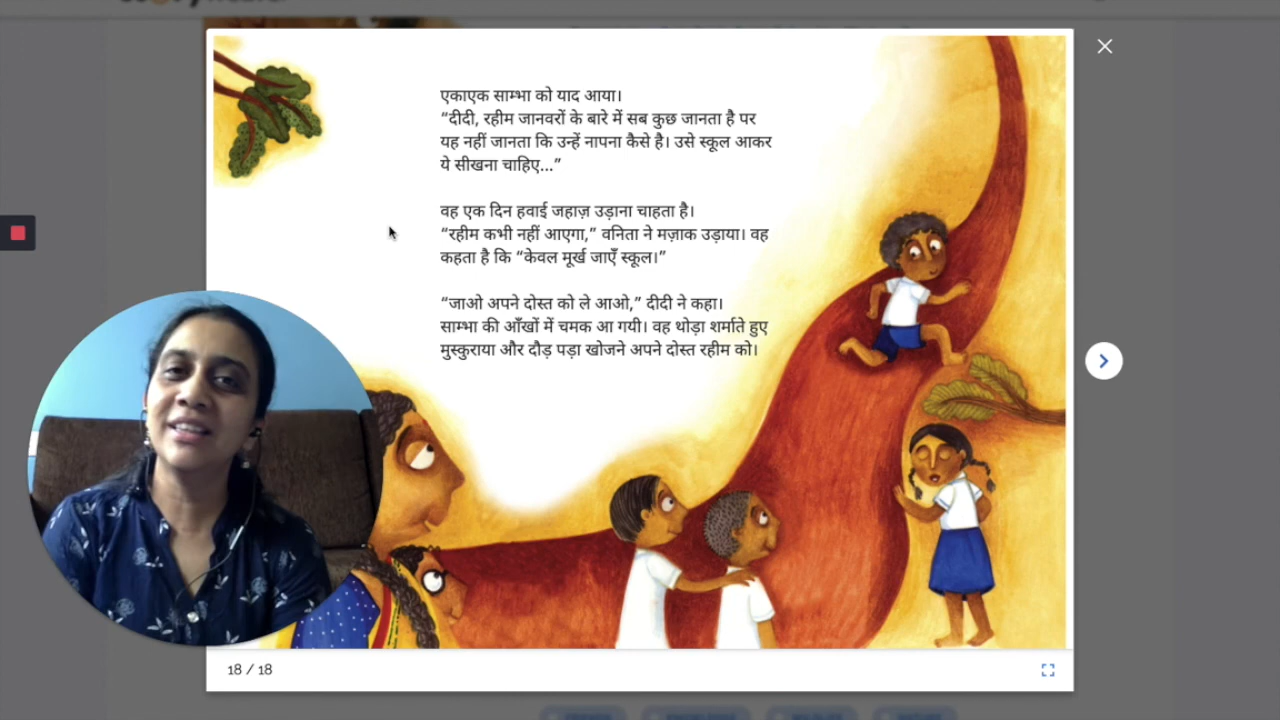 एकाएक साम्भा को याद आया।
“दीदी, रहीम जानवरों के बारे में सब कुछ जानता है पर
यह नहीं जानता कि उन्हें नापना कैसे है। उसे स्कूल आकर
ये सीखना चाहिए...”
वह एक दिन हवाई जहाज़ उड़ाना चाहता है।
“रहीम कभी नहीं आएगा,” वनिता ने मज़ाक उड़ाया। वह
कहता है कि “केवल मूर्ख जाएँ स्कूल।”
“जाओ अपने दोस्त को ले आओ,” दीदी ने कहा।
साम्भा की आँखों में चमक आ गयी। वह थोड़ा शर्माते हुए
मुस्कुराया और दौड़ पड़ा खोजने अपने दोस्त रहीम को।
18 / 18